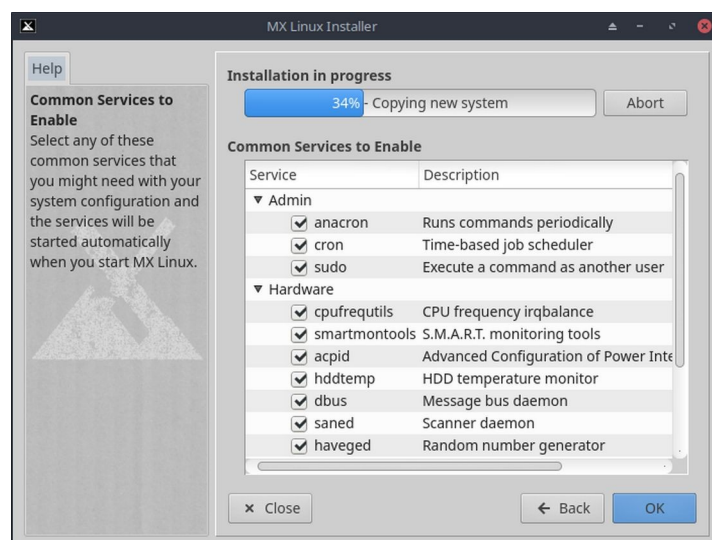 MX Linux Installer
Help
Common Services to
Enable
Select any of these
common services that
you might need with your
system configuration and
the services will be
started automatically
when you start MX Linux.
Installation in progress
34% - Copying new system
Abort
Common Services to Enable
Service Description
Admin
anacron Runs commands periodically
cron Time-based job scheduler
sudo Execute a command as another user
Hardware
cpufrequtils CPU frequency irqbalance
smartmontools S.M.A.R.T. monitoring tools
acpid Advanced Configuration of Power Inte
hddtemp HDD temperature monitor
dbus Message bus daemon
saned Scanner daemon
haveged Random number generator
Close Back OK